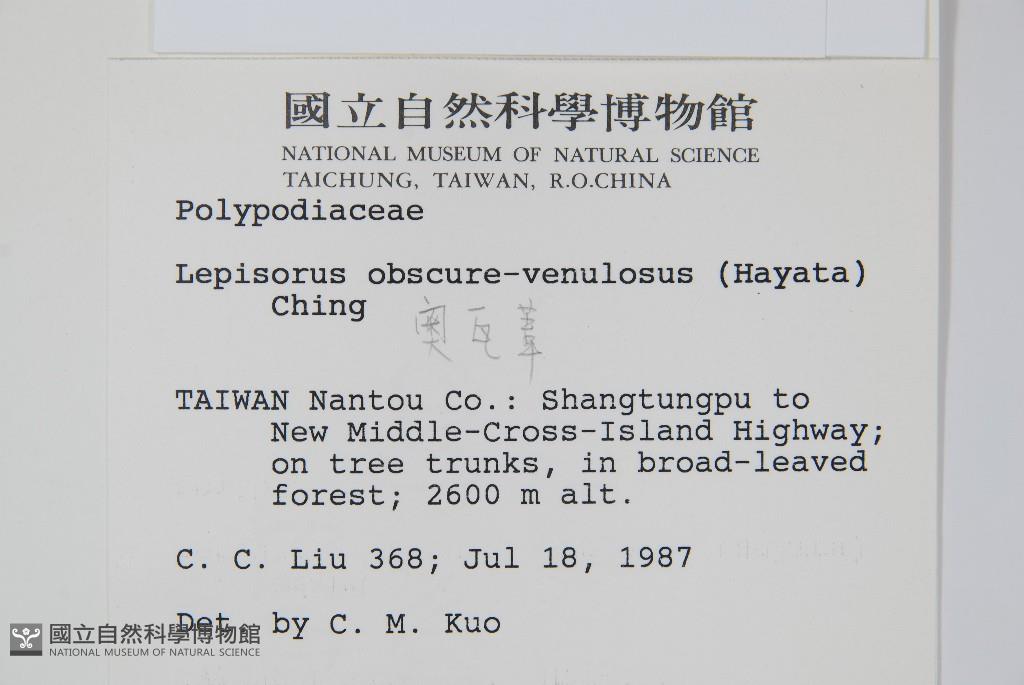 國立自然科學博物館
NATIONAL MUSEUM OF NATURAL SCIENCE
TAICHUNG, TAIWAN, R.O.CHINA
Polypodiaceae
Lepisorus obscure-venulosus (Hayata)
Ching
奧瓦葦
TAIWAN Nantou Co.: Shangtungpu to
New Middle-Cross-Island Highway;
on tree trunks, in broad-leaved
forest; 2600 m alt.
C. C. Liu 368; Jul 18, 1987
Det. by C. M. Kuo
國立自然科學博物館
NATIONAL MUSEUM OF NATURAL SCIENCE